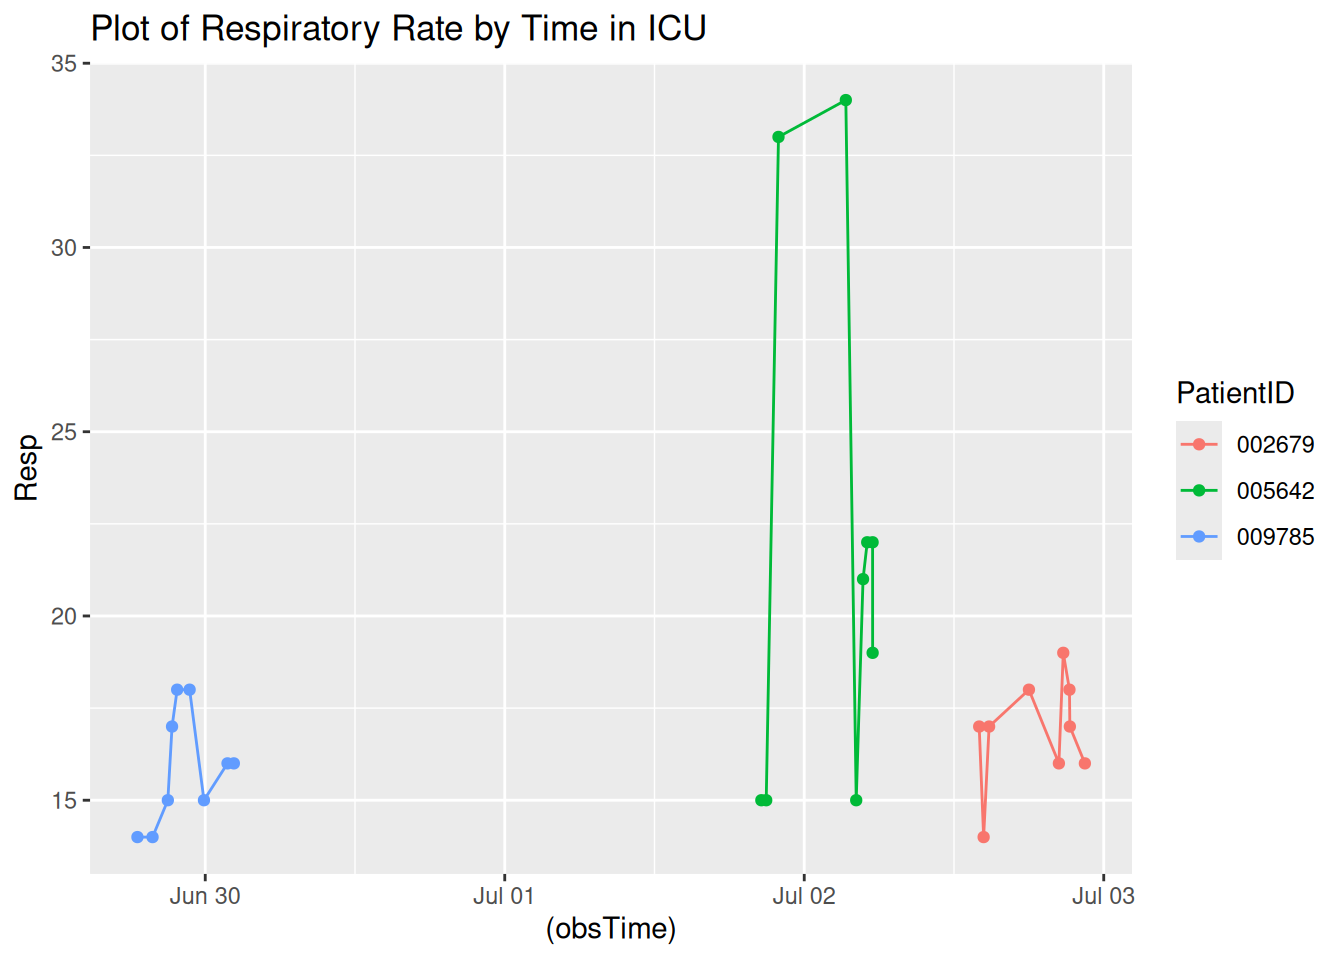 Plot of Respiratory Rate by Time in ICU
35
30
25
20
15
Resp
Jun 30
Jul 01
Jul 02
Jul 03
(obsTime)
PatientID
002679
005642
009785